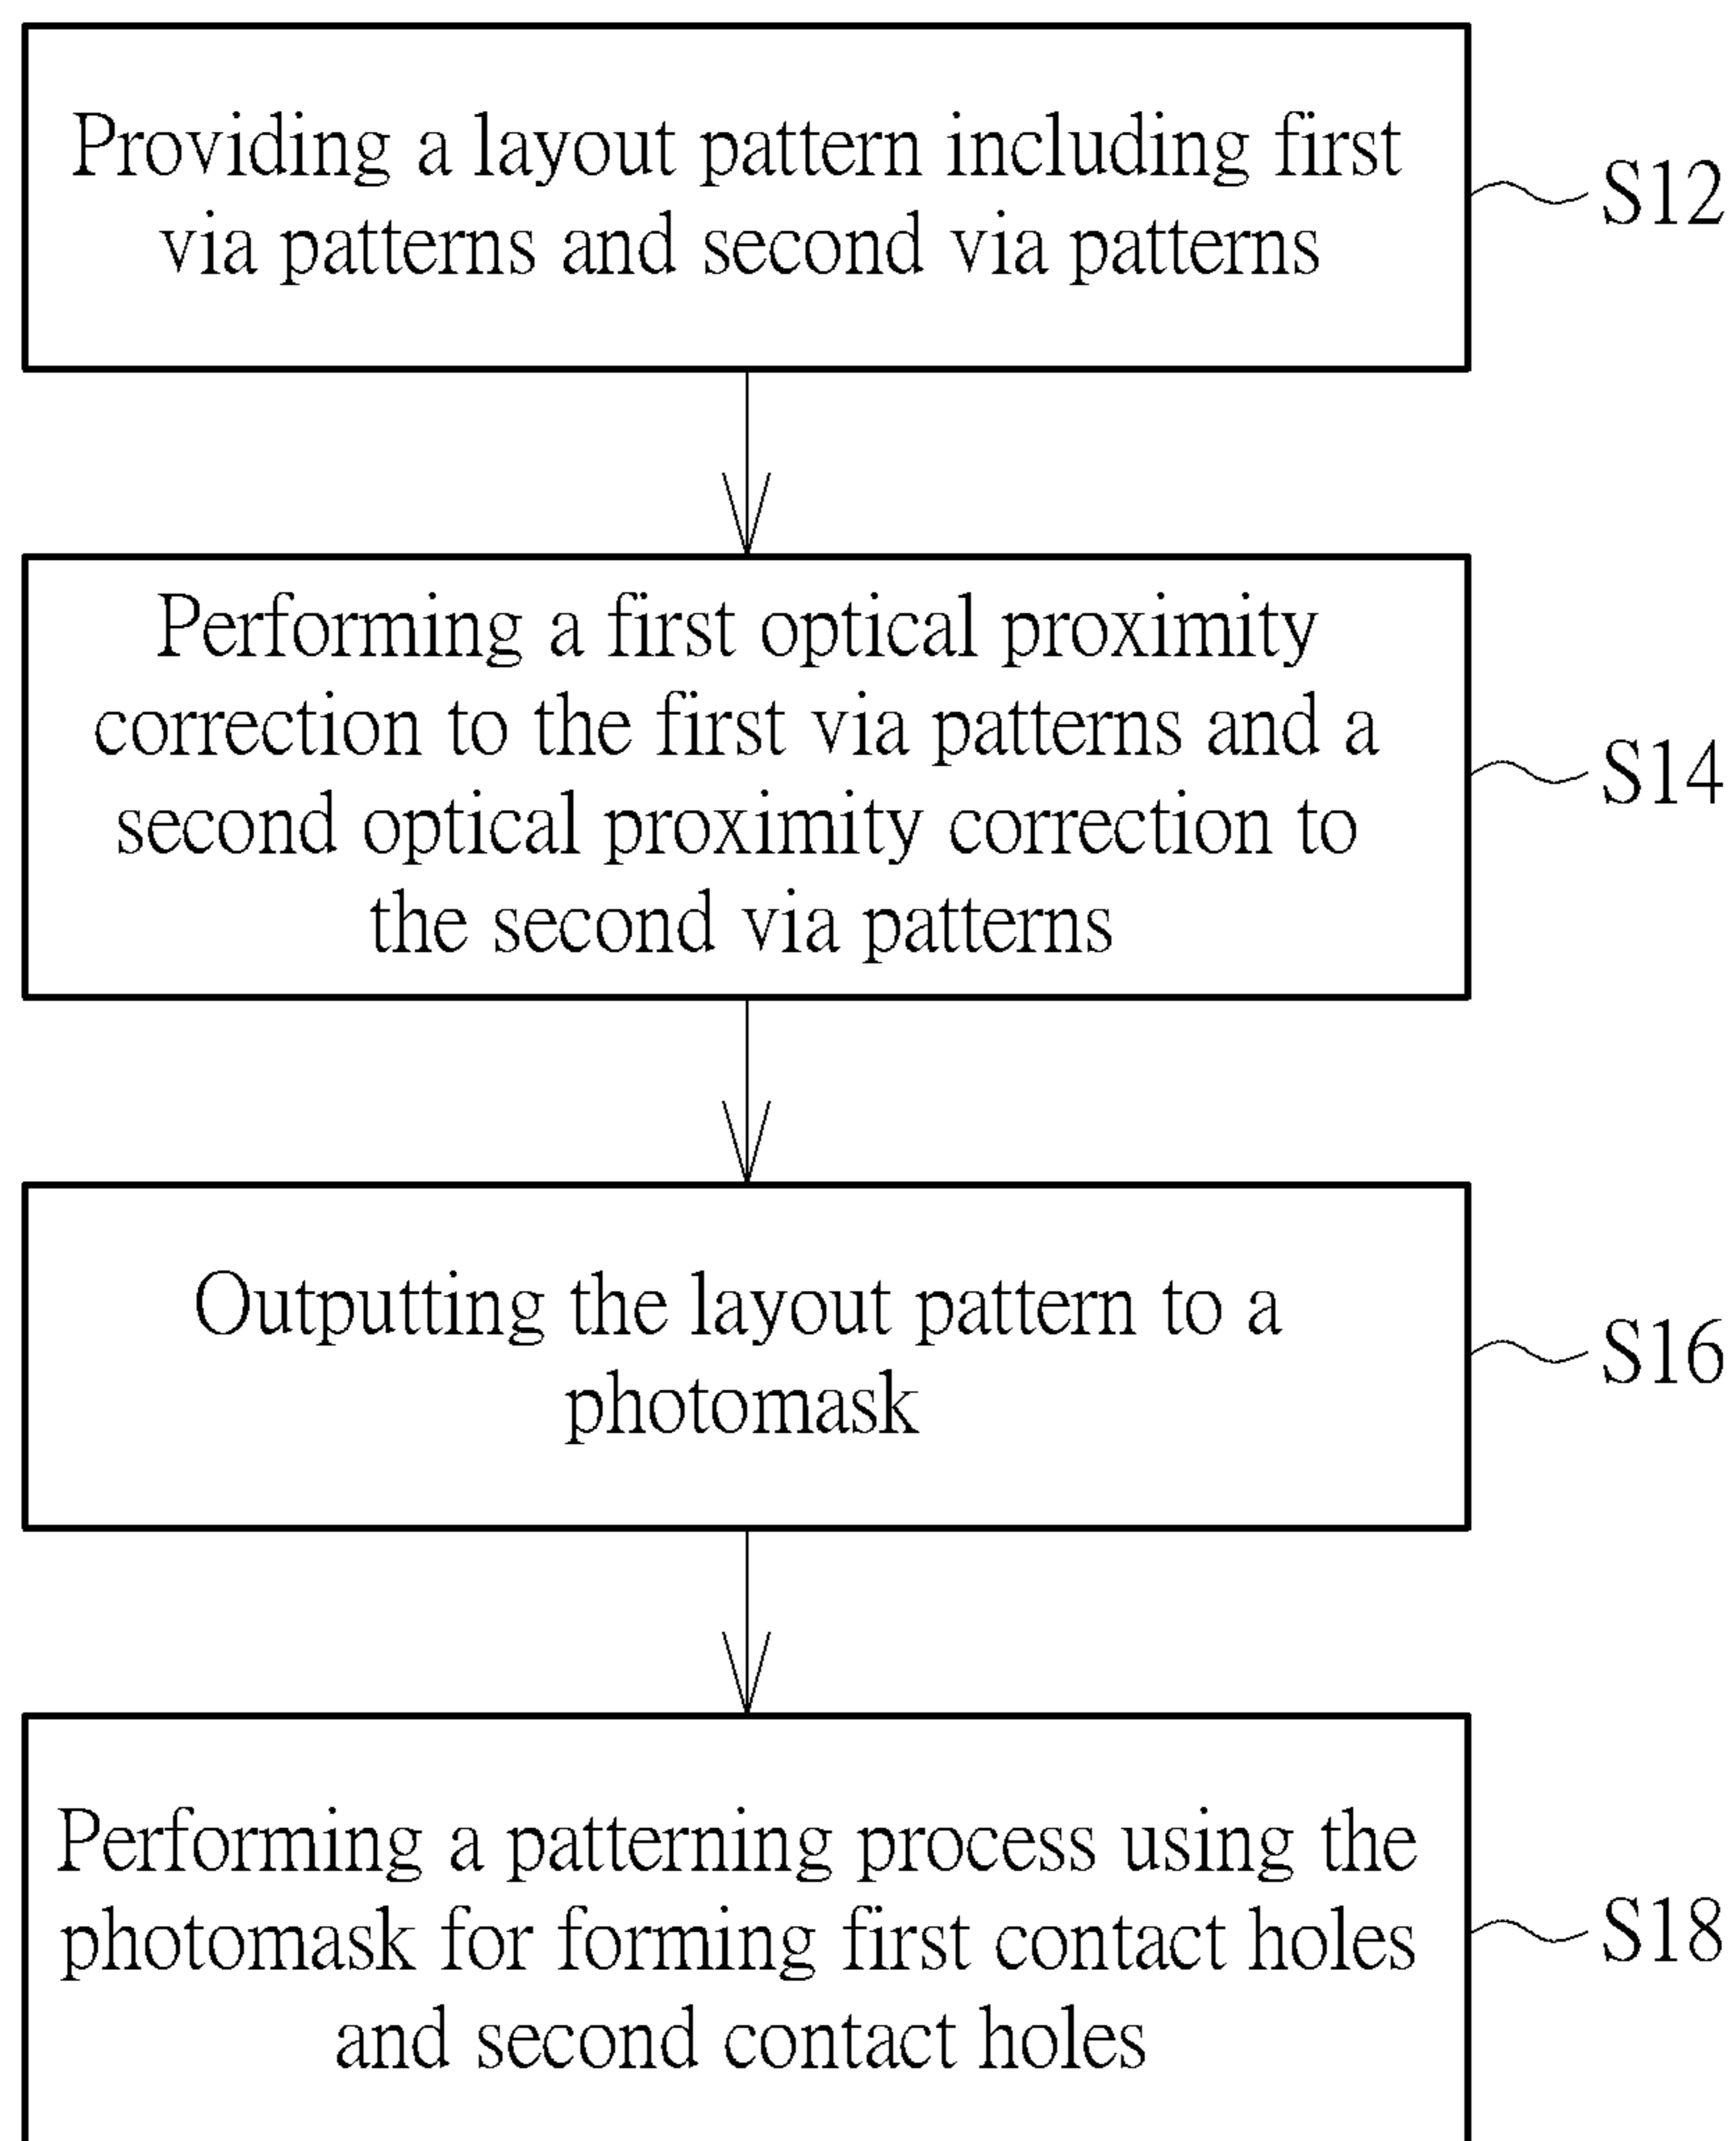 Providing a layout pattern including first
via patterns and second via patterns
S12
Performing a first optical proximity
correction to the first via patterns and a
second optical proximity correction to
the second via patterns
S14
Outputting the layout pattern to a
photomask
S16
Performing a patterning process using the
photomask for forming first contact holes
and second contact holes
S18